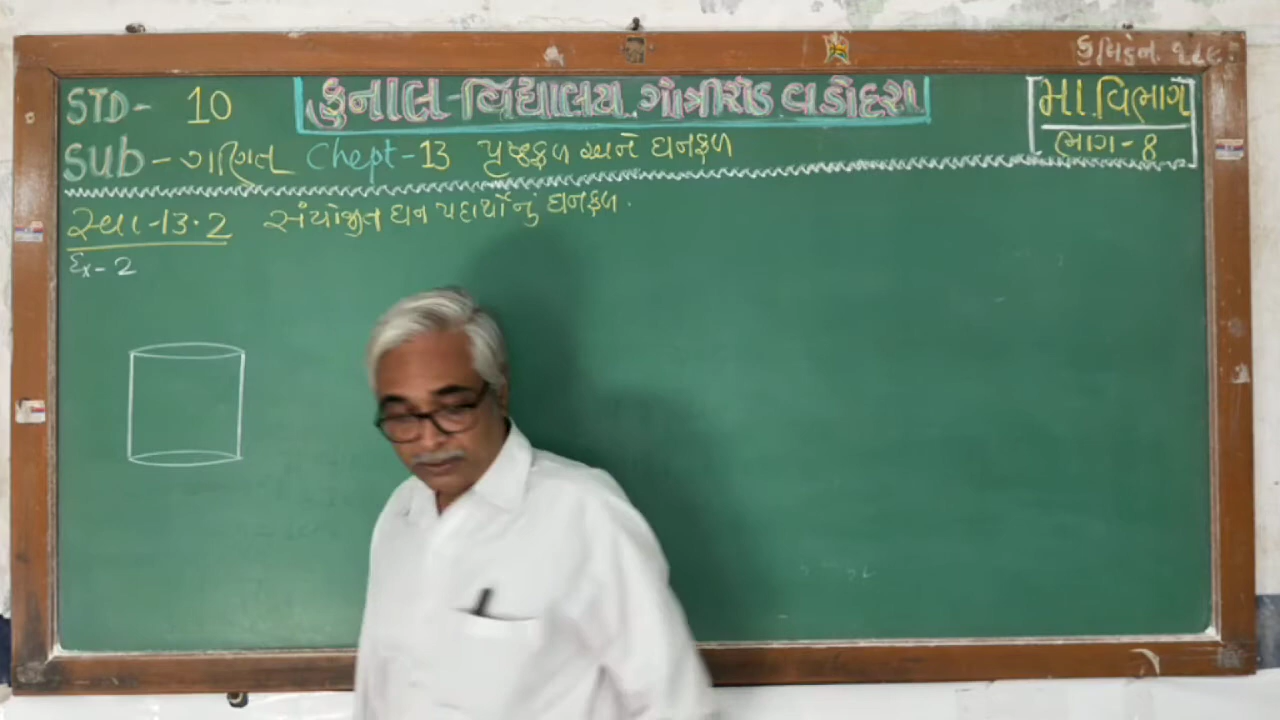 STD- 10
કુનાલ-વિદ્યાલય ગોત્રીરોડ વડોદરા
મા.વિભાગ
ભાગ-8
Sub - ગણિત Chept - 13 પૃષ્ઠફળ અને ઘનફળ
સ્વા-13.2 સંયોજીત ઘન પદાર્થોનું ઘનફળ.
Ex- 2